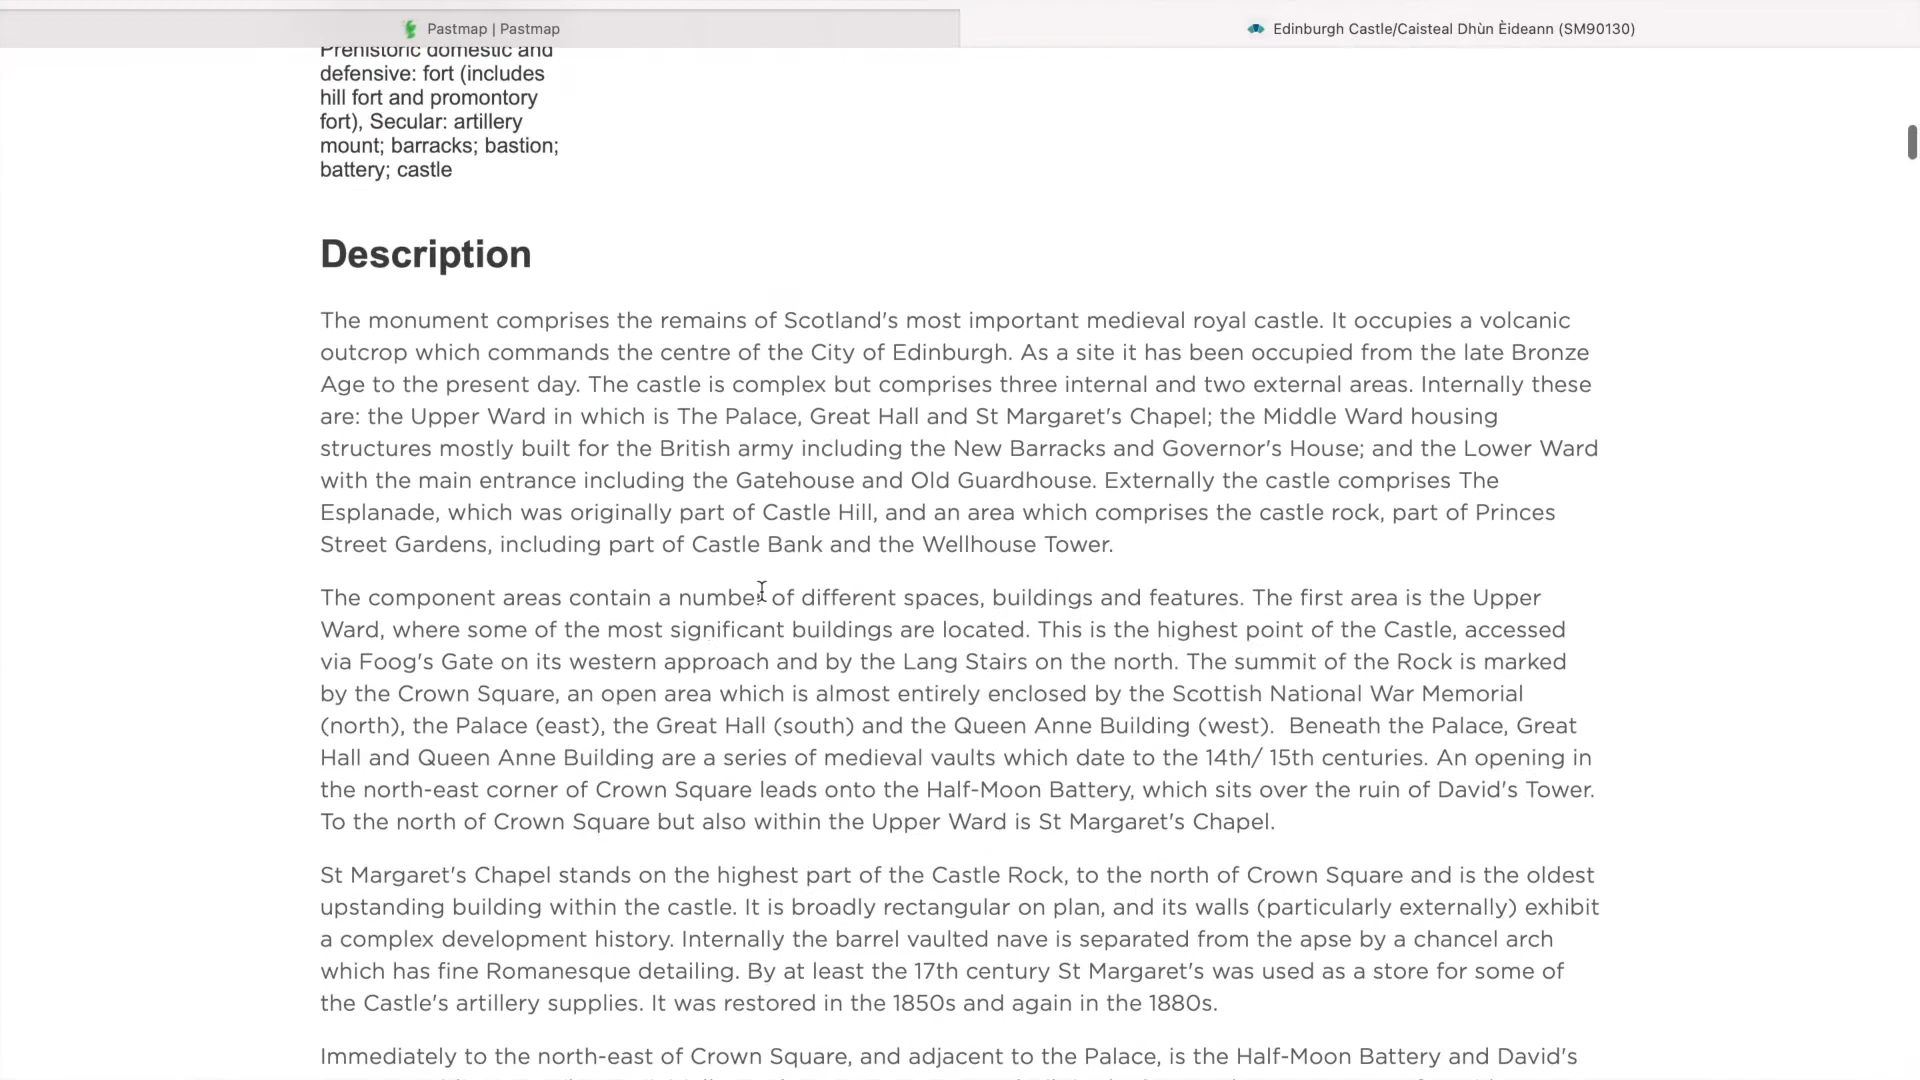 Pastmap | Pastmap
Edinburgh Castle/Caisteal Dhùn Èideann (SM90130)
Prehistoric domestic and
defensive: fort (includes
hill fort and promontory
fort), Secular: artillery
mount; barracks; bastion;
battery; castle
Description
The monument comprises the remains of Scotland's most important medieval royal castle. It occupies a volcanic
outcrop which commands the centre of the City of Edinburgh. As a site it has been occupied from the late Bronze
Age to the present day. The castle is complex but comprises three internal and two external areas. Internally these
are: the Upper Ward in which is The Palace, Great Hall and St Margaret's Chapel; the Middle Ward housing
structures mostly built for the British army including the New Barracks and Governor's House; and the Lower Ward
with the main entrance including the Gatehouse and Old Guardhouse. Externally the castle comprises The
Esplanade, which was originally part of Castle Hill, and an area which comprises the castle rock, part of Princes
Street Gardens, including part of Castle Bank and the Wellhouse Tower.
The component areas contain a number of different spaces, buildings and features. The first area is the Upper
Ward, where some of the most significant buildings are located. This is the highest point of the Castle, accessed
via Foog's Gate on its western approach and by the Lang Stairs on the north. The summit of the Rock is marked
by the Crown Square, an open area which is almost entirely enclosed by the Scottish National War Memorial
(north), the Palace (east), the Great Hall (south) and the Queen Anne Building (west).  Beneath the Palace, Great
Hall and Queen Anne Building are a series of medieval vaults which date to the 14th/ 15th centuries. An opening in
the north-east corner of Crown Square leads onto the Half-Moon Battery, which sits over the ruin of David's Tower.
To the north of Crown Square but also within the Upper Ward is St Margaret's Chapel.
St Margaret's Chapel stands on the highest part of the Castle Rock, to the north of Crown Square and is the oldest
upstanding building within the castle. It is broadly rectangular on plan, and its walls (particularly externally) exhibit
a complex development history. Internally the barrel vaulted nave is separated from the apse by a chancel arch
which has fine Romanesque detailing. By at least the 17th century St Margaret's was used as a store for some of
the Castle's artillery supplies. It was restored in the 1850s and again in the 1880s.
Immediately to the north-east of Crown Square, and adjacent to the Palace, is the Half-Moon Battery and David's